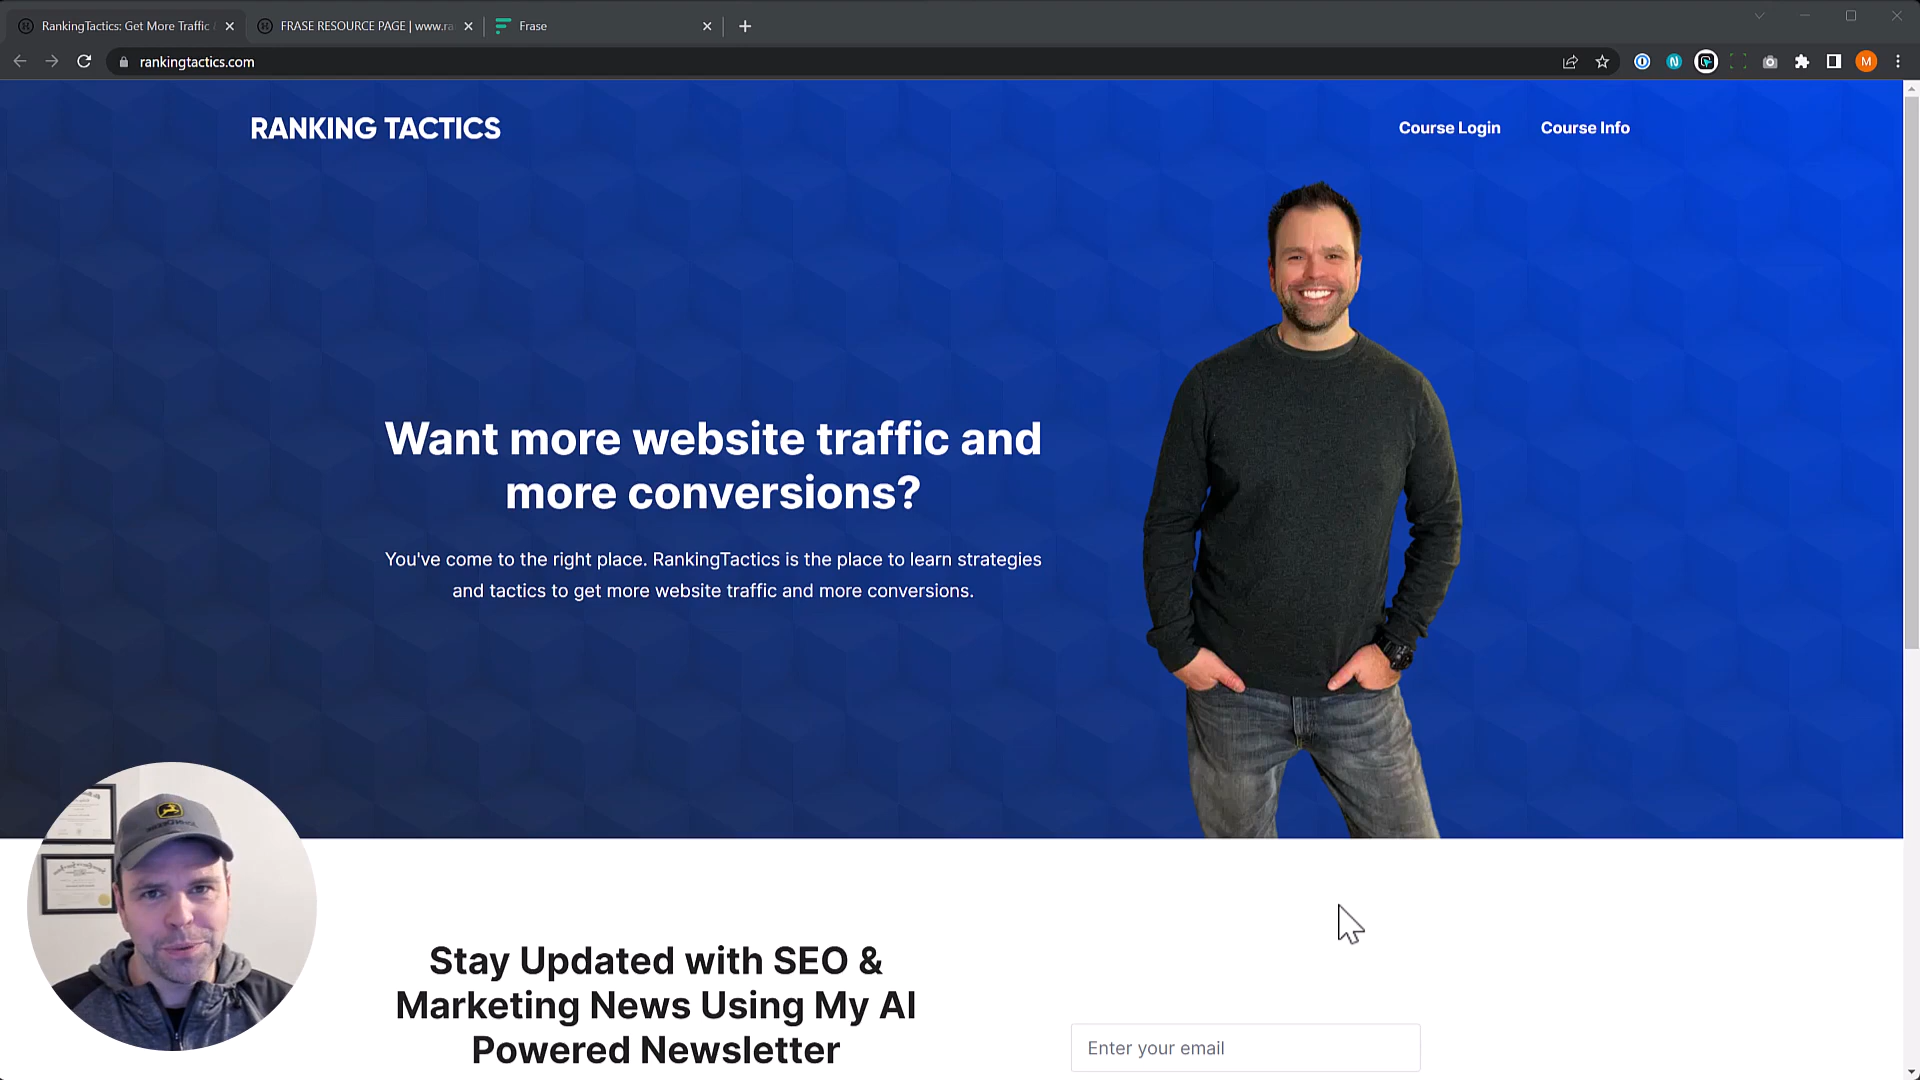 RankingTactics: Get More Traffic
FRASE RESOURCE PAGE | www.ra
Frase
rankingtactics.com
M
RANKING TACTICS
Course Login
Course Info
Want more website traffic and
more conversions?
You've come to the right place. RankingTactics is the place to learn strategies
and tactics to get more website traffic and more conversions.
Stay Updated with SEO &
Marketing News Using My AI
Powered Newsletter
Enter your email